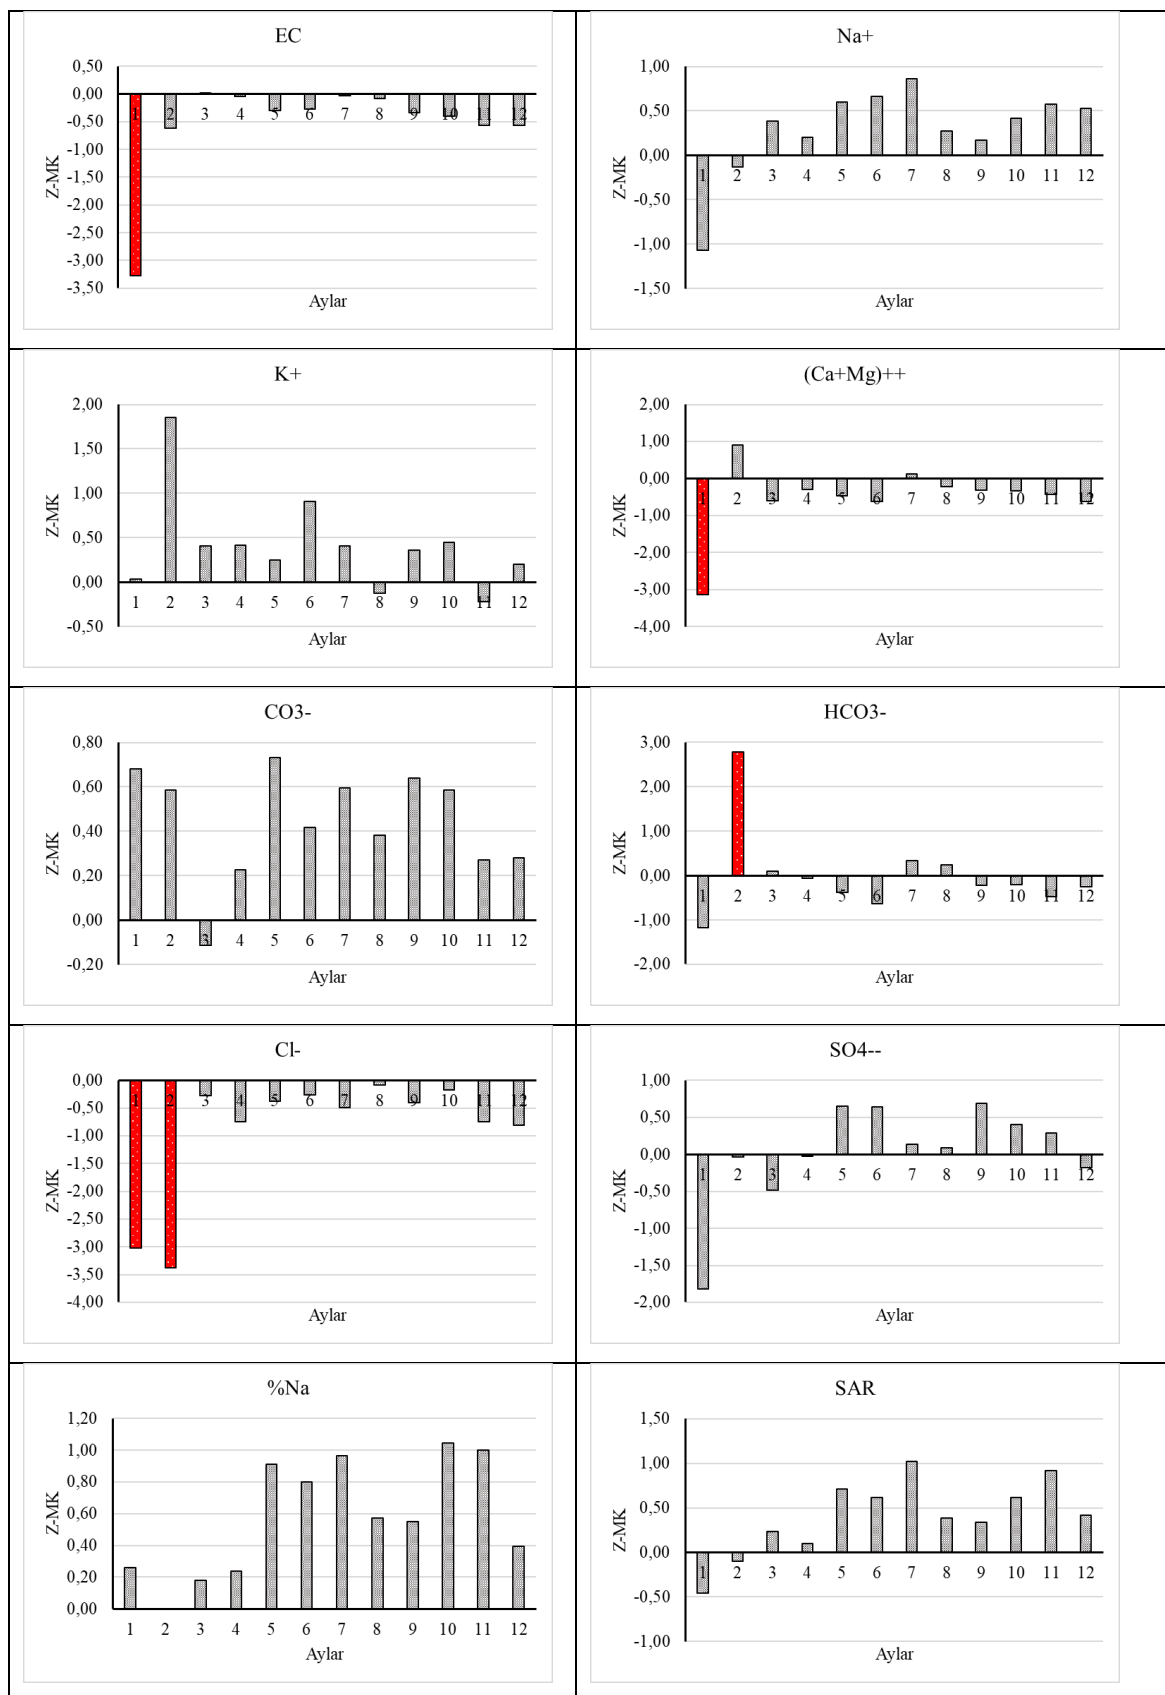 EC
0,50
0,00
-0,50
-1,00
-1,50
-2,00
-2,50
-3,00
-3,50
Z-MK
1 2 3 4 5 6 7 8 9 10 11 12
Aylar
Na+
1,00
0,50
0,00
-0,50
-1,00
-1,50
Z-MK
1 2 3 4 5 6 7 8 9 10 11 12
Aylar
K+
2,00
1,50
1,00
0,50
0,00
-0,50
Z-MK
1 2 3 4 5 6 7 8 9 10 11 12
Aylar
(Ca+Mg)++
2,00
1,00
0,00
-1,00
-2,00
-3,00
-4,00
Z-MK
1 2 3 4 5 6 7 8 9 10 11 12
Aylar
CO3-
0,80
0,60
0,40
0,20
0,00
-0,20
Z-MK
1 2 3 4 5 6 7 8 9 10 11 12
Aylar
HCO3-
3,00
2,00
1,00
0,00
-1,00
-2,00
Z-MK
1 2 3 4 5 6 7 8 9 10 11 12
Aylar
Cl-
0,00
-0,50
-1,00
-1,50
-2,00
-2,50
-3,00
-3,50
-4,00
Z-MK
1 2 3 4 5 6 7 8 9 10 11 12
Aylar
SO4--
1,00
0,50
0,00
-0,50
-1,00
-1,50
-2,00
Z-MK
1 2 3 4 5 6 7 8 9 10 11 12
Aylar
%Na
1,20
1,00
0,80
0,60
0,40
0,20
0,00
Z-MK
1 2 3 4 5 6 7 8 9 10 11 12
Aylar
SAR
1,50
1,00
0,50
0,00
-0,50
-1,00
Z-MK
1 2 3 4 5 6 7 8 9 10 11 12
Aylar